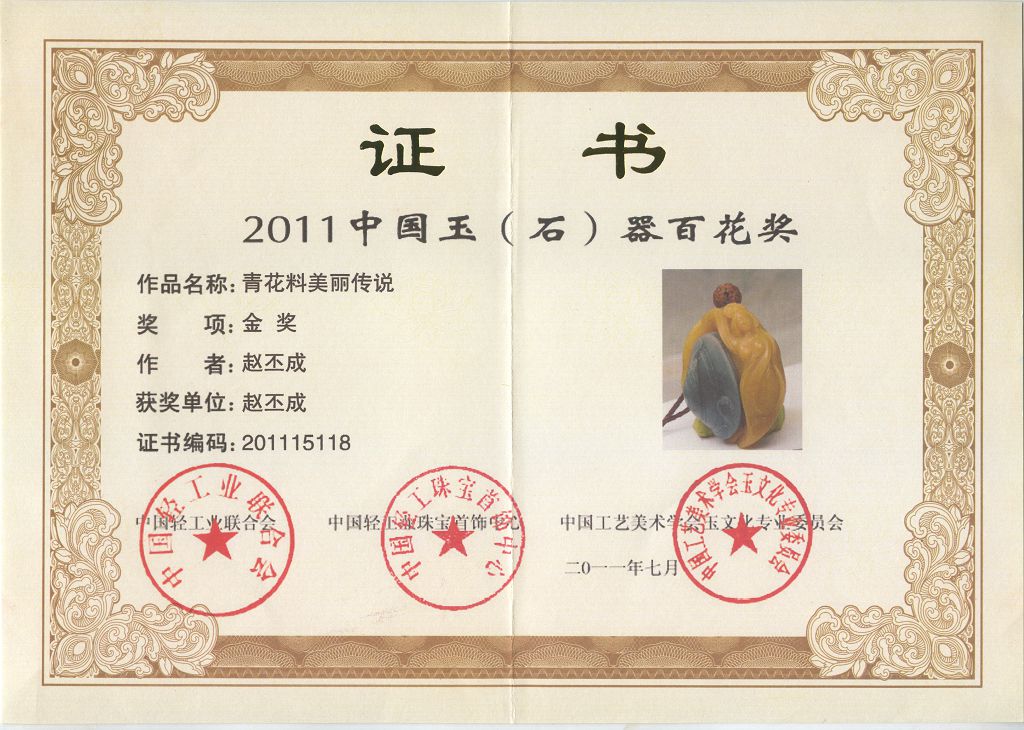 证 书
2011中国玉（石）器百花奖
作品名称：青花料美丽传说
奖 项：金 奖
作 者：赵丕成
获奖单位：赵丕成
证书编码：201115118
中国轻工业联合会 中国轻工业珠宝首饰中心 中国工艺美术学会玉文化专业委员会
二0一一年七月
中国轻工业联合会
中国轻工珠宝首饰中心
中国工艺美术学会玉文化专业委员会